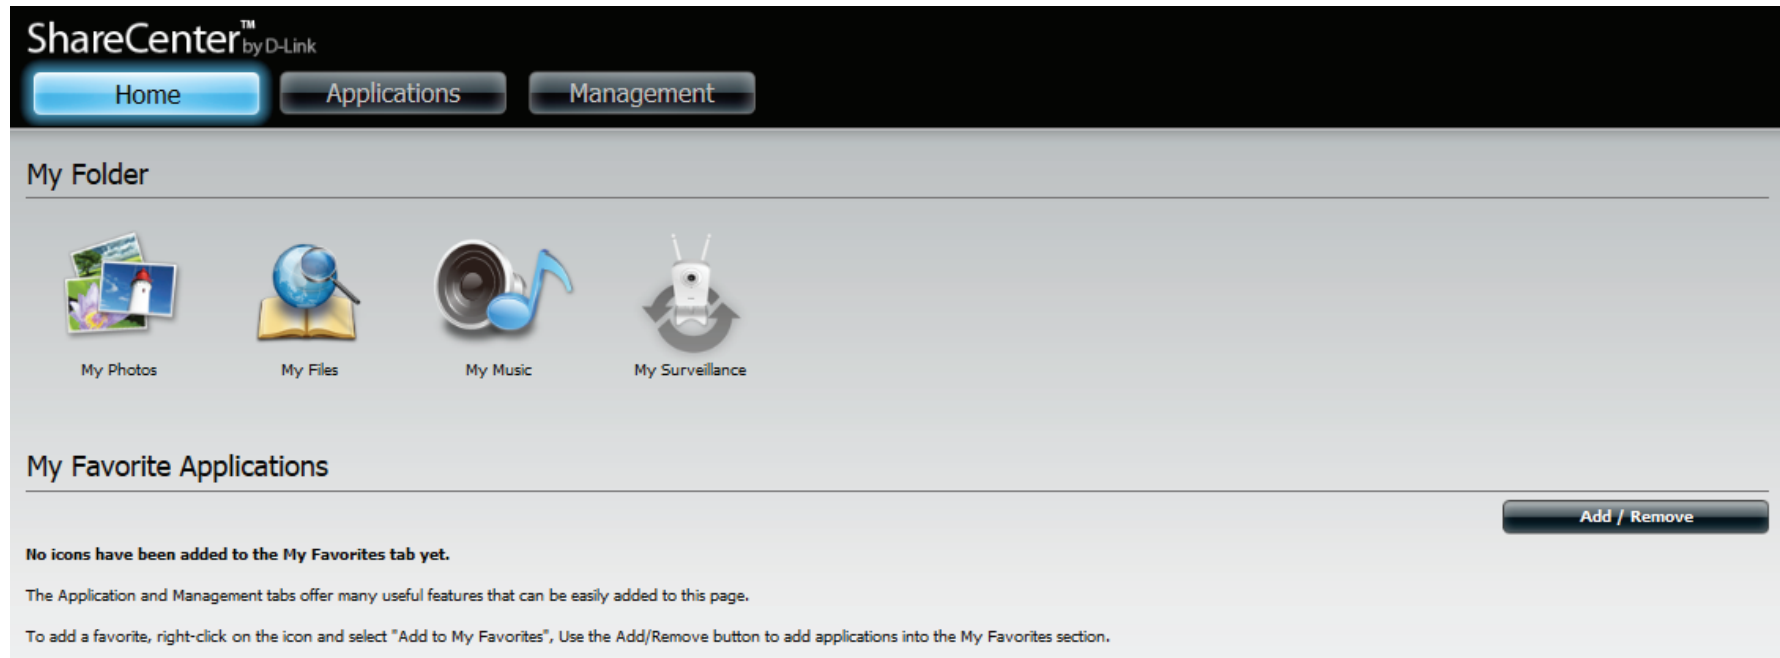 ShareCenter™ by D-Link
Home Applications Management
My Folder
My Photos My Files My Music My Surveillance
My Favorite Applications
Add / Remove
No icons have been added to the My Favorites tab yet.
The Application and Management tabs offer many useful features that can be easily added to this page.
To add a favorite, right-click on the icon and select "Add to My Favorites", Use the Add/Remove button to add applications into the My Favorites section.